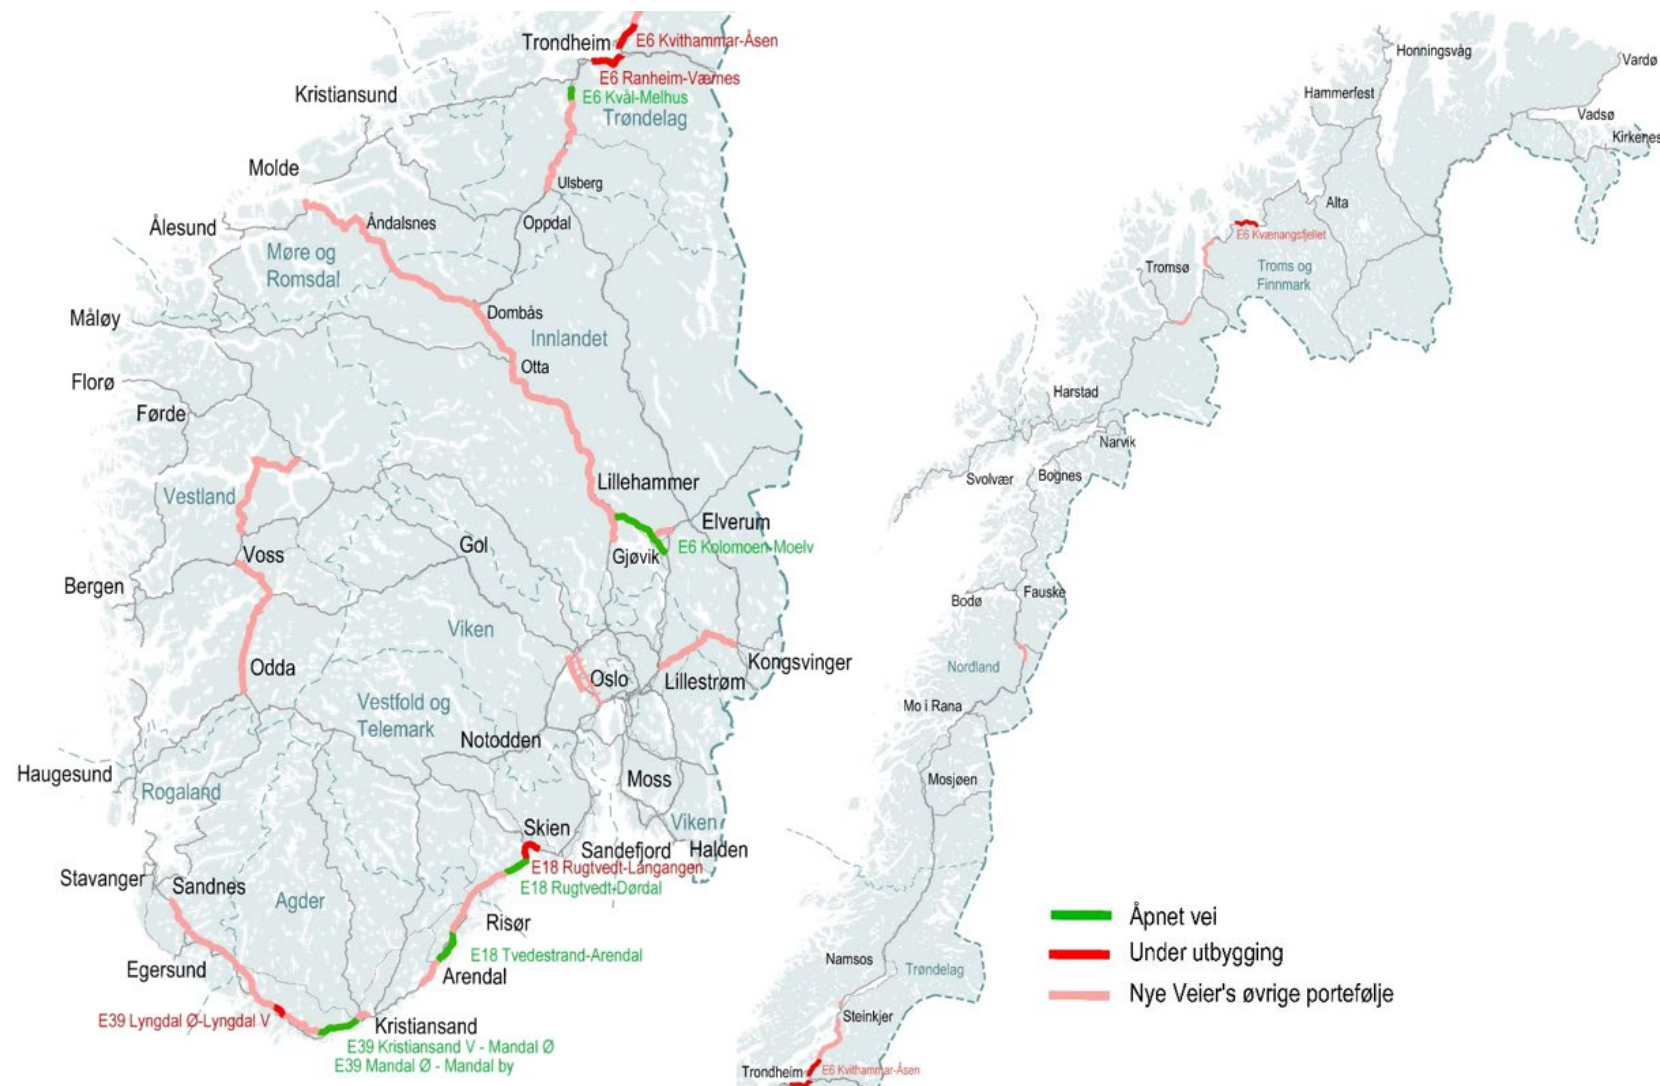 Trondheim
E6 Kvithammar-Åsen
E6 Ranheim-Værnes
E6 Kvål-Melhus
Trøndelag
Kristiansund
Molde
Ulsberg
Ålesund
Åndalsnes
Oppdal
Møre og
Romsdal
Måløy
Dombås
Innlandet
Otta
Florø
Førde
Lillehammer
Vestland
Elverum
E6 Kolomoen-Moelv
Gol
Gjøvik
Voss
Bergen
Viken
Odda
Oslo
Kongsvinger
Lillestrøm
Vestfold og
Telemark
Notodden
Haugesund
Rogaland
Moss
Viken
Skien
Sandefjord
Halden
E18 Rugtvedt-Langangen
E18 Rugtvedt-Dørdal
Stavanger
Sandnes
Agder
Risør
E18 Tvedestrand-Arendal
Egersund
Arendal
E39 Lyngdal Ø-Lyngdal V
Kristiansand
E39 Kristiansand V - Mandal Ø
E39 Mandal Ø - Mandal by
Honningsvåg
Vardø
Hammerfest
Vadsø
Kirkenes
Alta
E6 Kvænangsfjellet
Tromsø
Troms og
Finnmark
Harstad
Narvik
Svolvær
Bognes
Fauske
Bodø
Nordland
Mo i Rana
Mosjøen
Namsos
Trøndelag
Steinkjer
Trondheim
E6 Kvithammar-Åsen
Åpnet vei
Under utbygging
Nye Veier's øvrige portefølje